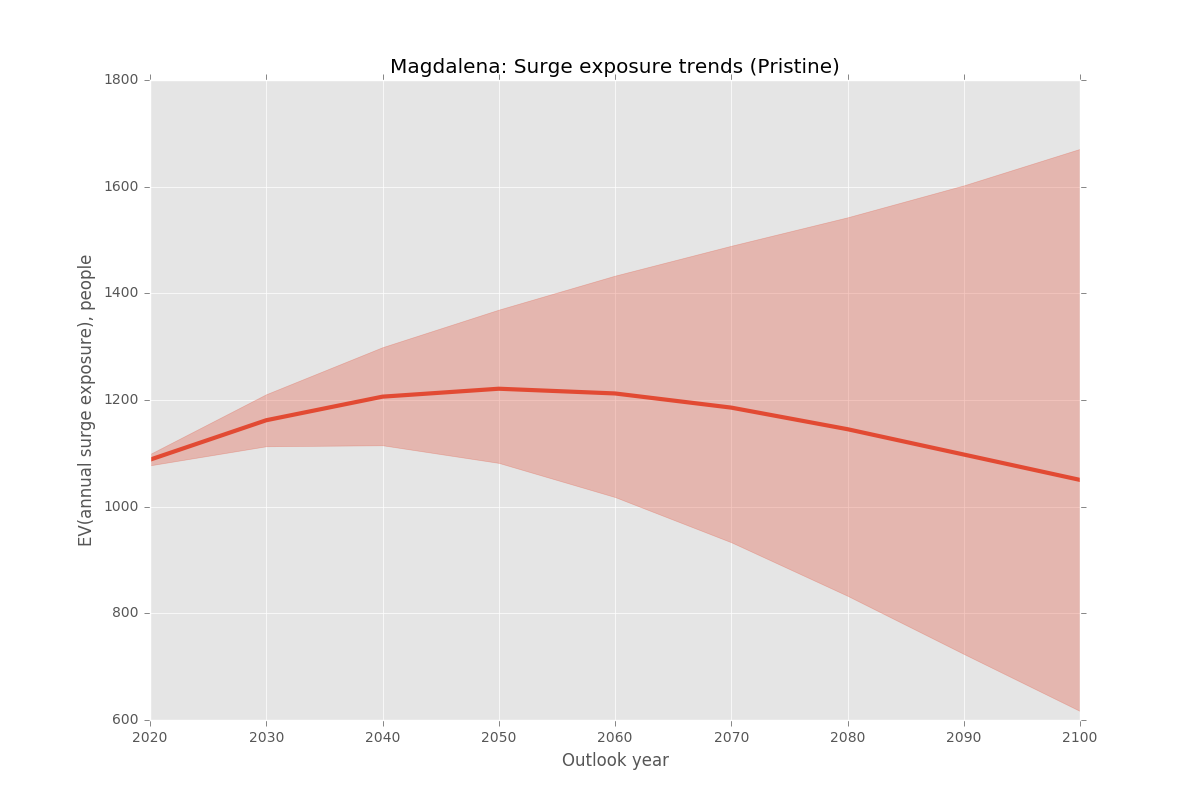 Magdalena: Surge exposure trends (Pristine)
1800
1600
1400
1200
1000
800
600
EV(annual surge exposure), people
2020 2030 2040 2050 2060 2070 2080 2090 2100
Outlook year